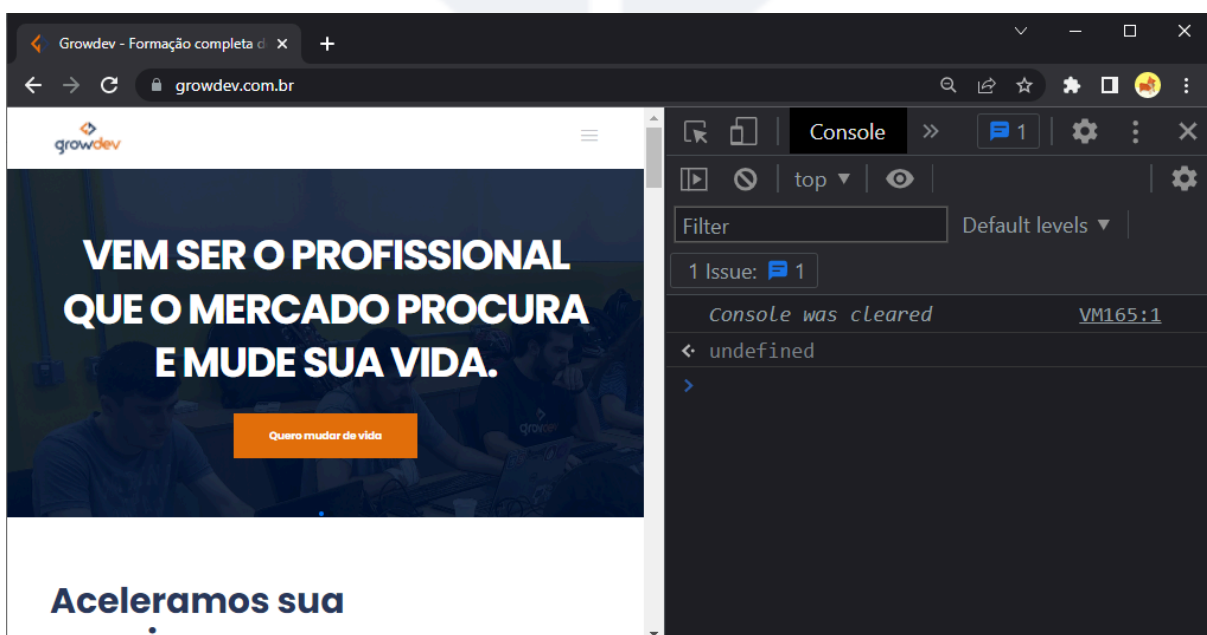 Growdev - Formação completa d
growdev.com.br
growdev
VEM SER O PROFISSIONAL
QUE O MERCADO PROCURA
E MUDE SUA VIDA.
growdev
Quero mudar de vida
Aceleramos sua
Console
1
top
Filter
Default levels
1 Issue: 1
Console was cleared VM165:1
undefined